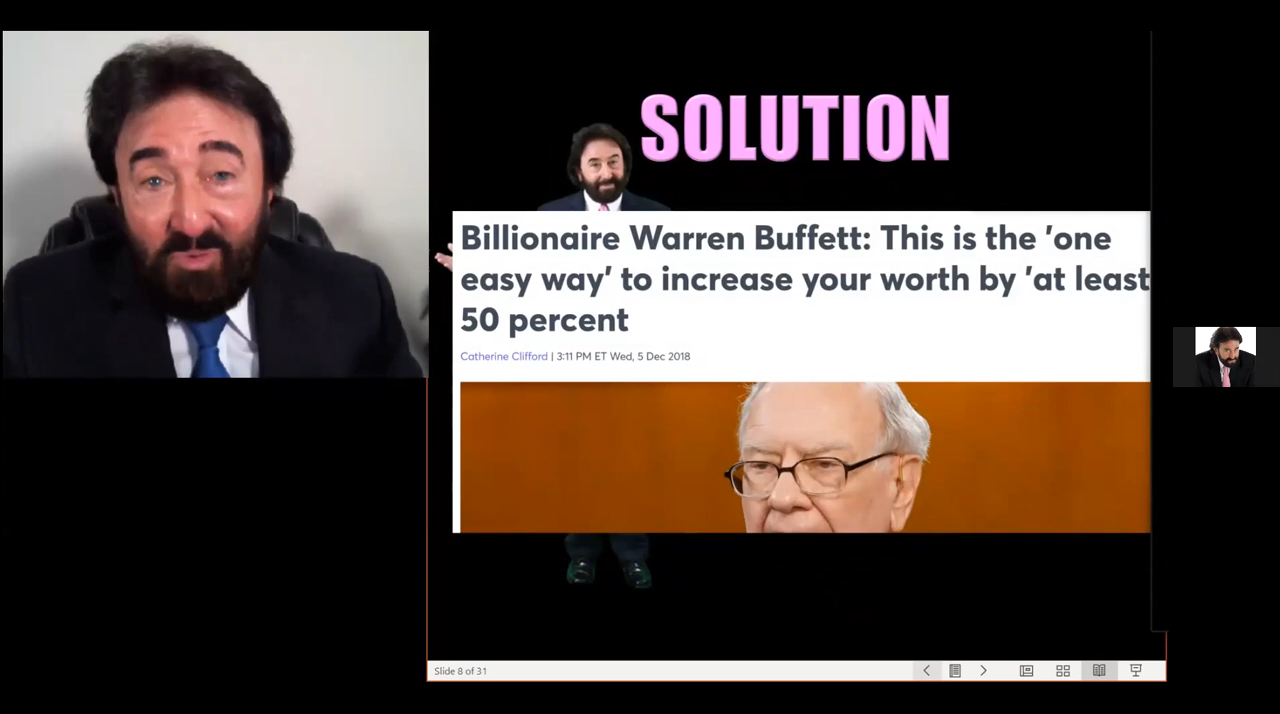 SOLUTION
Billionaire Warren Buffett: This is the 'one
easy way' to increase your worth by 'at least
50 percent
Catherine Clifford | 3:11 PM ET Wed, 5 Dec 2018
Slide 8 of 31